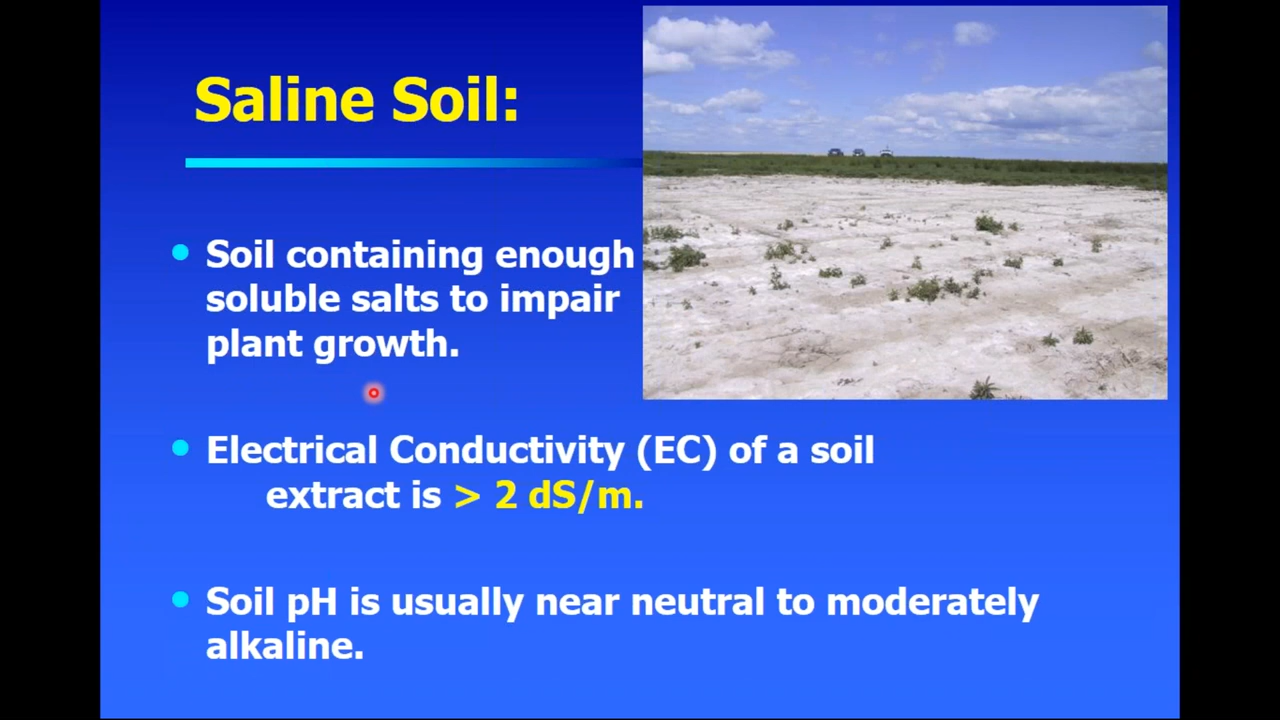 Saline Soil:
Soil containing enough
soluble salts to impair
plant growth.
Electrical Conductivity (EC) of a soil
extract is > 2 dS/m.
Soil pH is usually near neutral to moderately
alkaline.